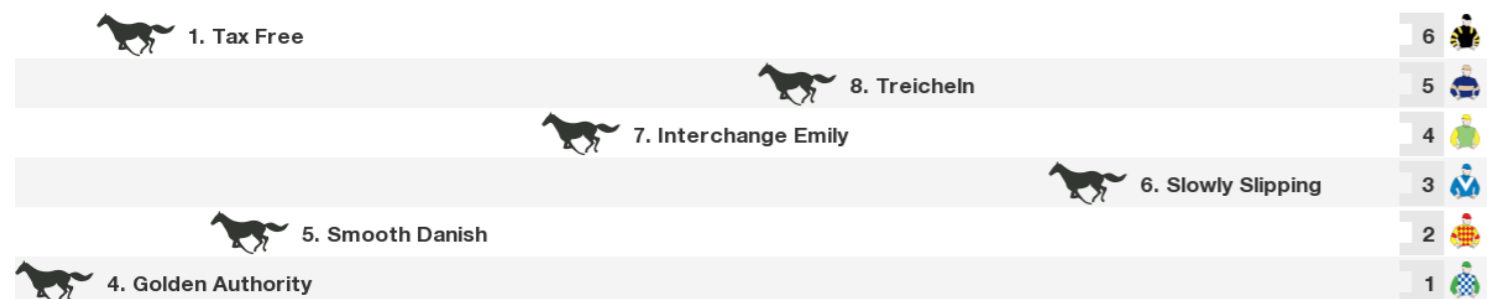 1. Tax Free 6
8. Treicheln 5
7. Interchange Emily 4
6. Slowly Slipping 3
5. Smooth Danish 2
4. Golden Authority 1